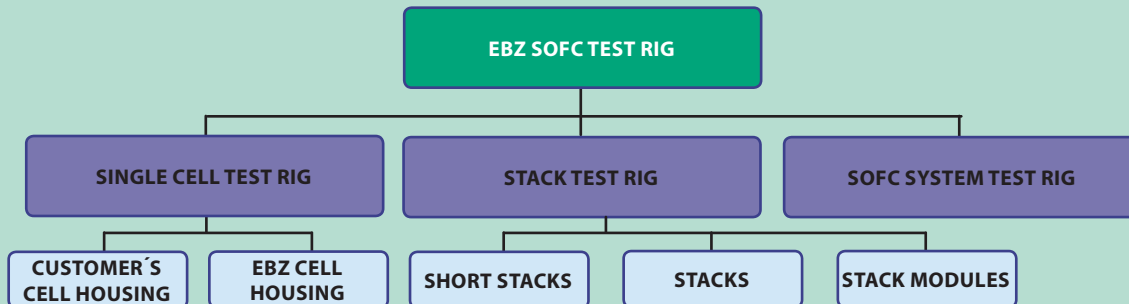 EBZ SOFC TEST RIG
SINGLE CELL TEST RIG
STACK TEST RIG
SOFC SYSTEM TEST RIG
CUSTOMER´S
CELL HOUSING
EBZ CELL
HOUSING
SHORT STACKS
STACKS
STACK MODULES